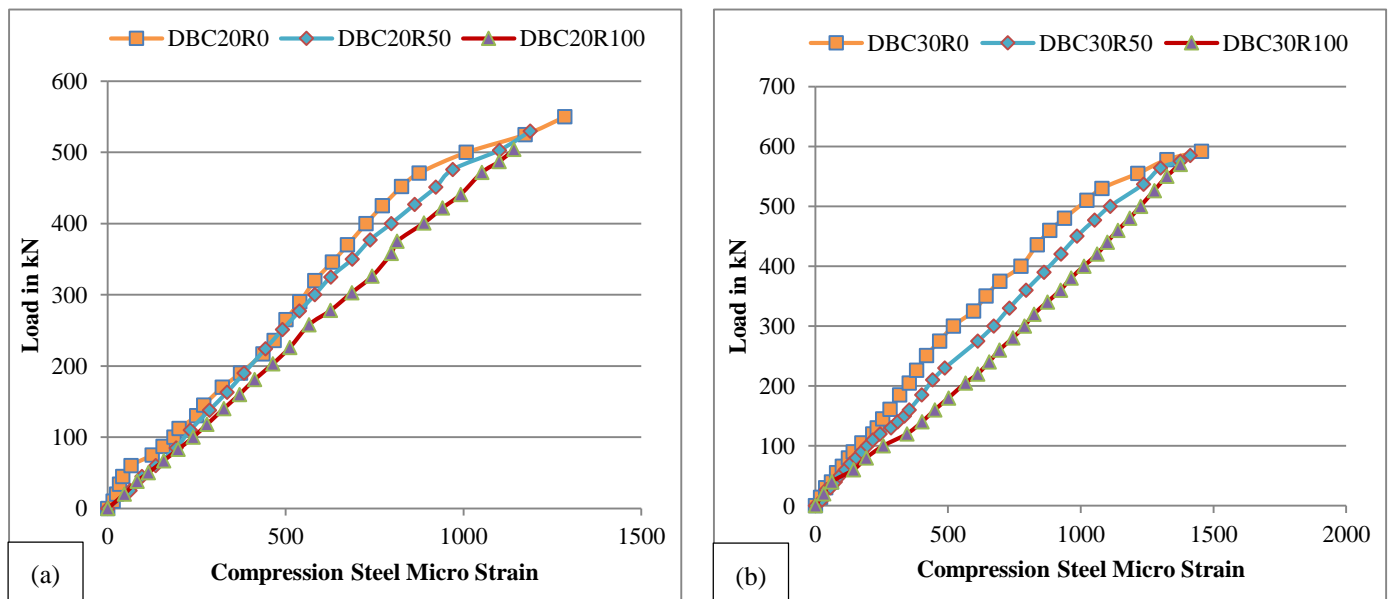 DBC20R0 DBC20R50 DBC20R100
600
500
400
300
200
100
0
0 500 1000 1500
Load in kN
Compression Steel Micro Strain
(a)
DBC30R0 DBC30R50 DBC30R100
700
600
500
400
300
200
100
0
0 500 1000 1500 2000
Load in kN
Compression Steel Micro Strain
(b)